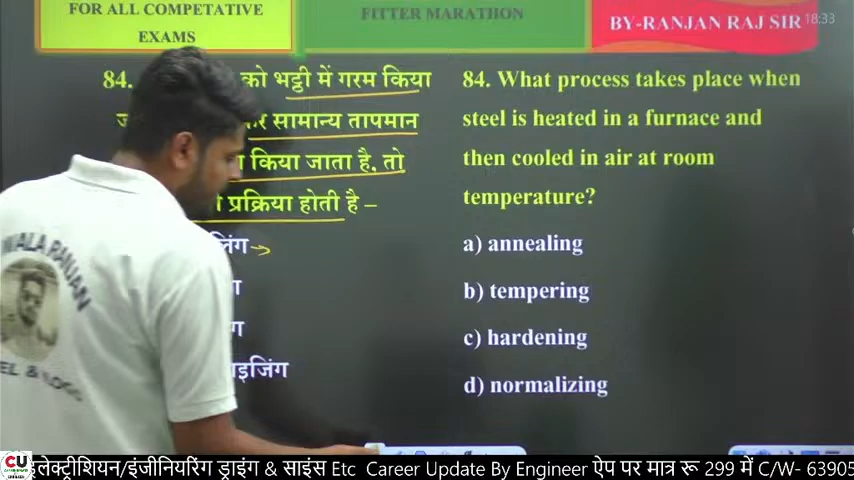 FOR ALL COMPETATIVE
EXAMS
FITTER MARATHON
BY-RANJAN RAJ SIR
18:33
84. को भट्ठी में गरम किया
सामान्य तापमान
किया जाता है, तो
प्रक्रिया होती है –
84. What process takes place when
steel is heated in a furnace and
then cooled in air at room
temperature?
a) annealing
b) tempering
c) hardening
d) normalizing
RANJAN
CU
इलेक्ट्रीशियन/इंजीनियरिंग ड्राइंग & साइंस Etc Career Update By Engineer ऐप पर मात्र रू 299 में C/W- 63905